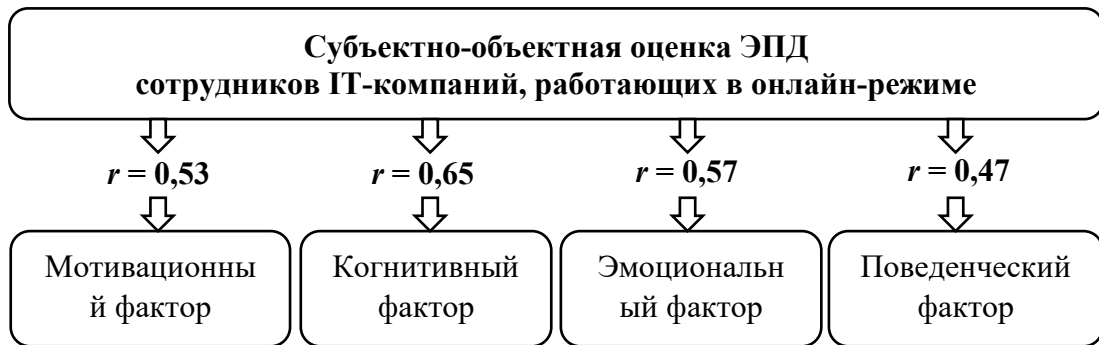 Субъектно-объектная оценка ЭПД
сотрудников IT-компаний, работающих в онлайн-режиме
r = 0,53
r = 0,65
r = 0,57
r = 0,47
Мотивационны
й фактор
Когнитивный
фактор
Эмоциональн
ый фактор
Поведенческий
фактор